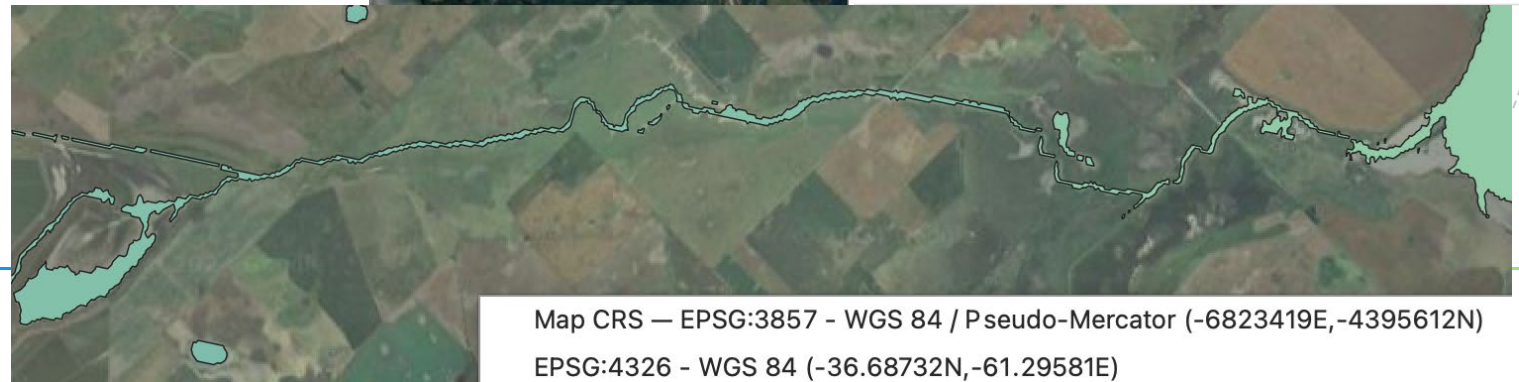 Map CRS — EPSG:3857 - WGS 84 / Pseudo-Mercator (-6823419E,-4395612N)
EPSG:4326 - WGS 84 (-36.68732N,-61.29581E)